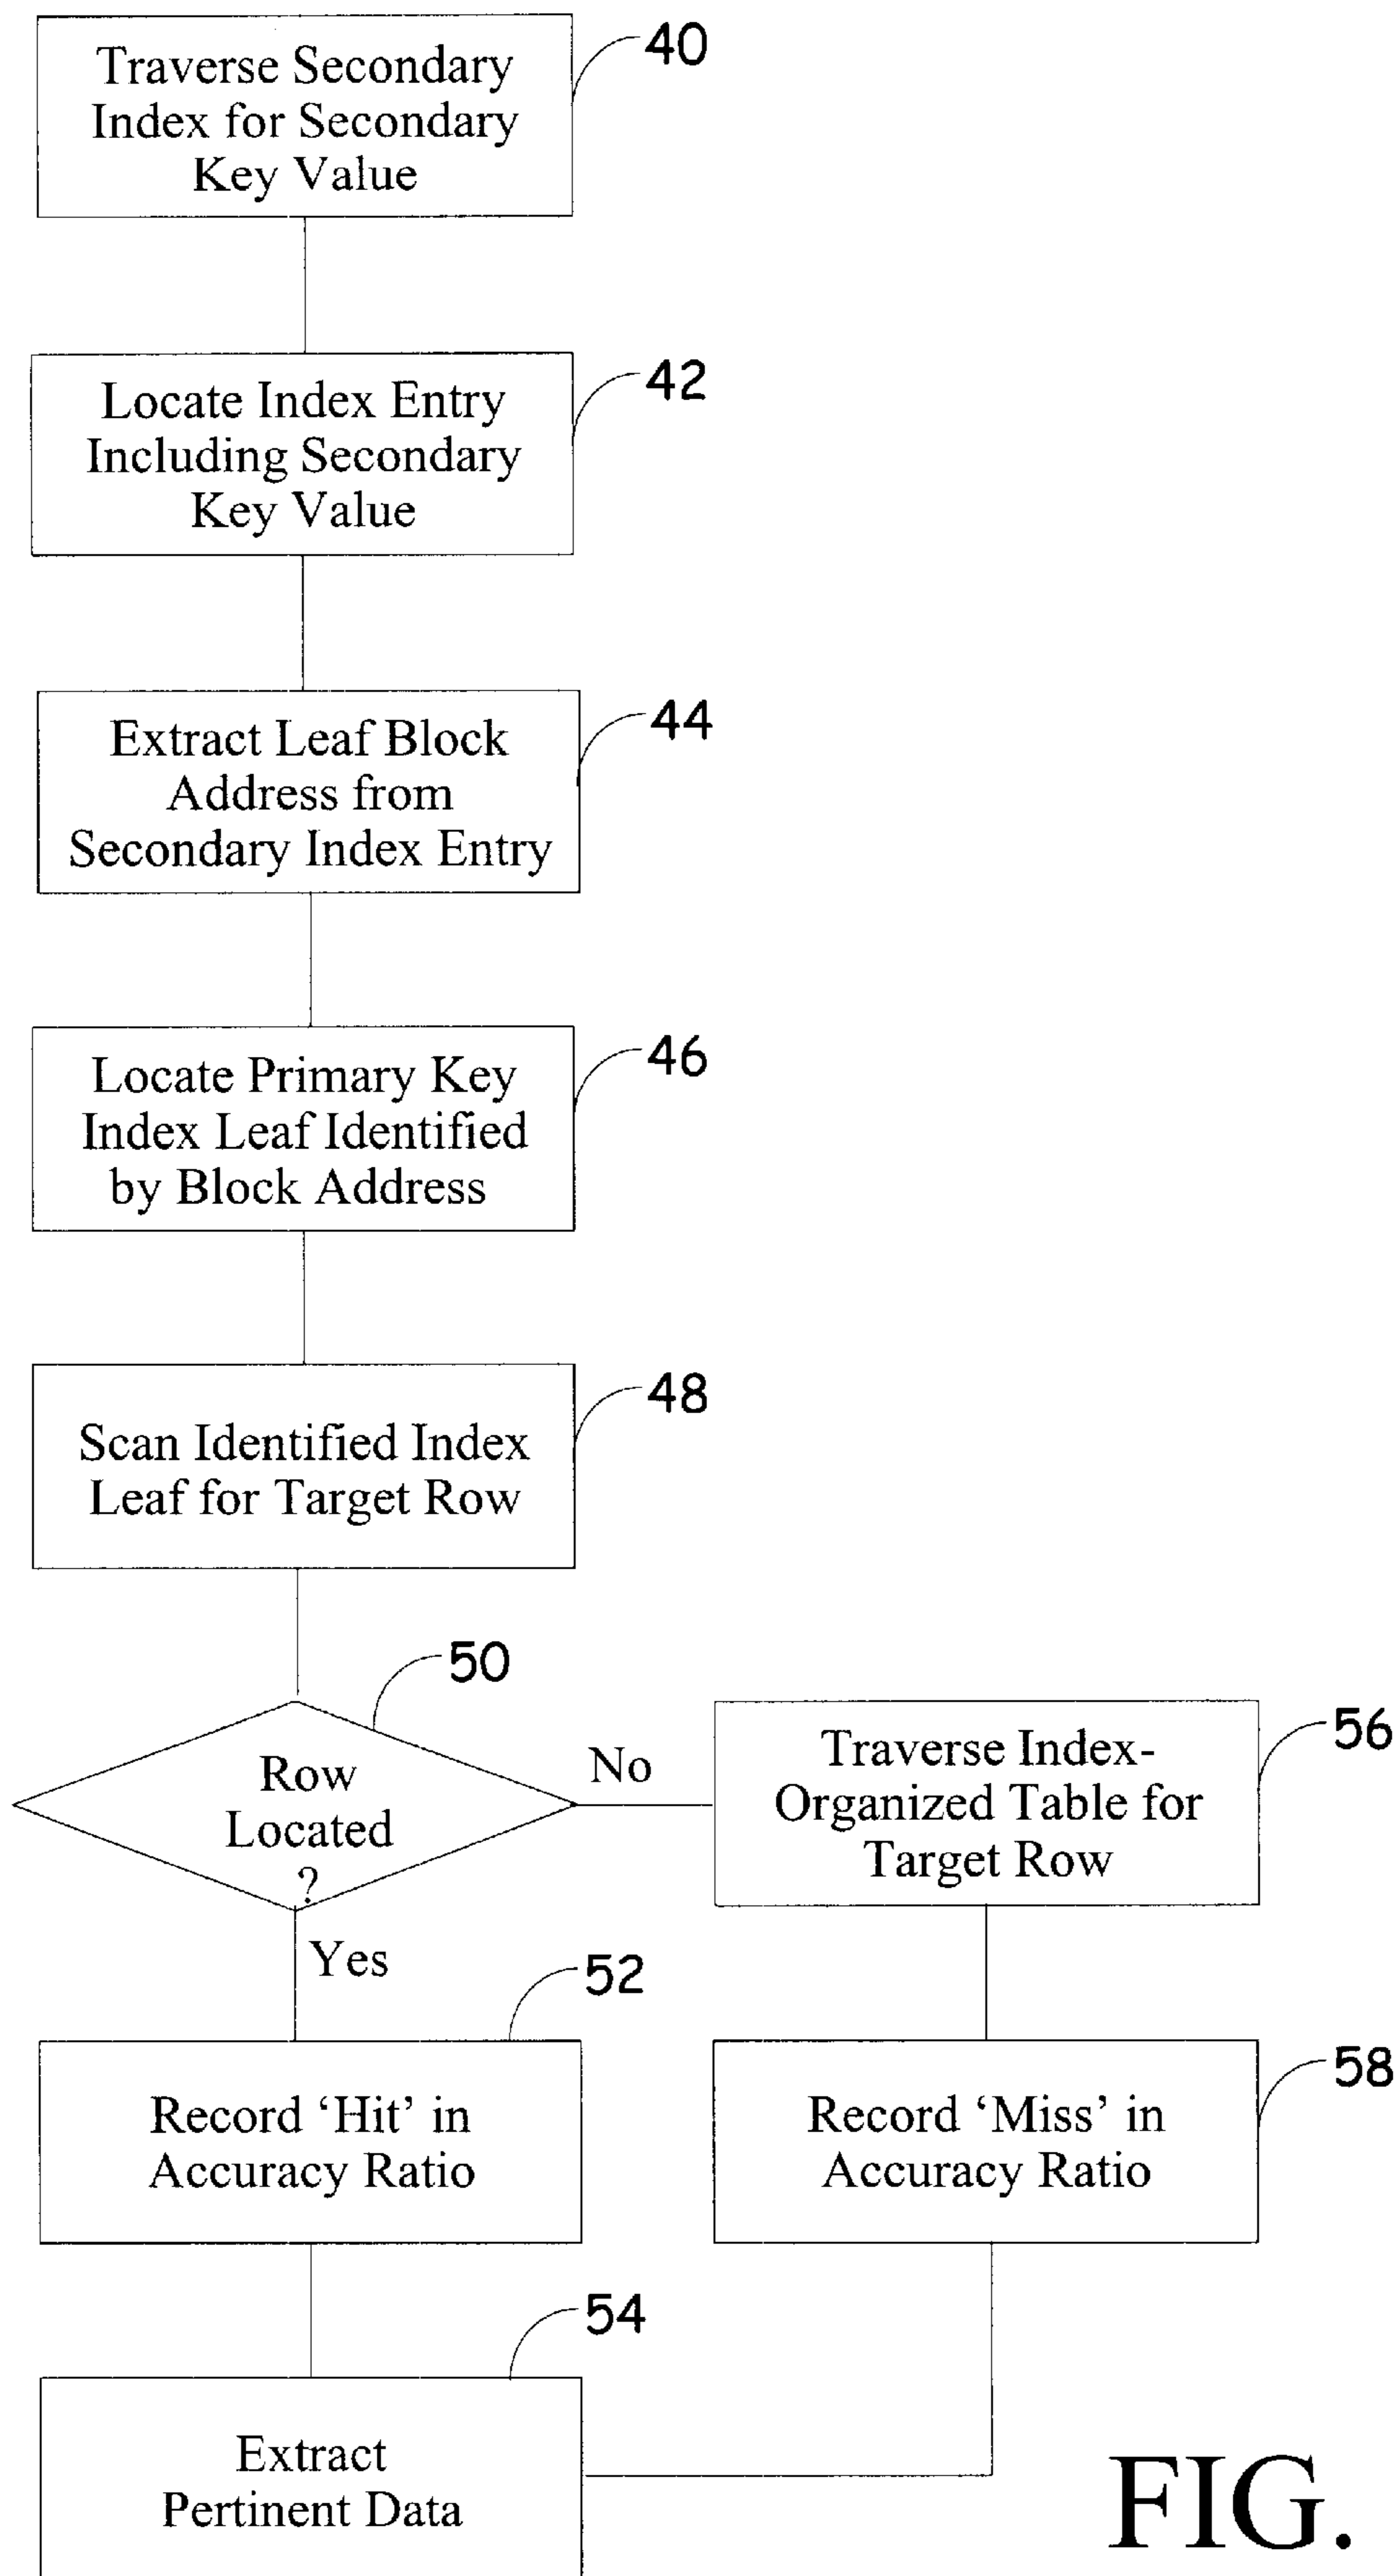 Traverse Secondary
Index for Secondary
Key Value
40
Locate Index Entry
Including Secondary
Key Value
42
Extract Leaf Block
Address from
Secondary Index Entry
44
Locate Primary Key
Index Leaf Identified
by Block Address
46
Scan Identified Index
Leaf for Target Row
48
50
Row
Located
?
No
Yes
Traverse Index-
Organized Table for
Target Row
56
52
Record ‘Hit’ in
Accuracy Ratio
Record ‘Miss’ in
Accuracy Ratio
58
54
Extract
Pertinent Data
FIG.